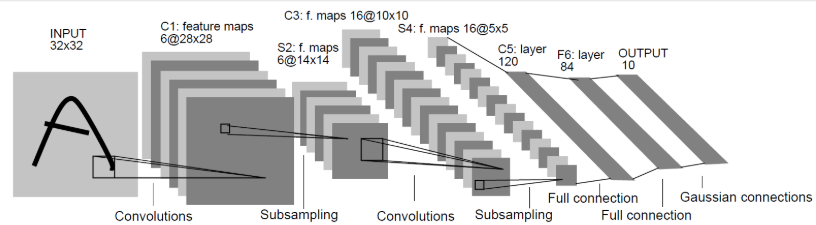 INPUT
32x32
C1: feature maps
6@28x28
S2: f. maps
6@14x14
C3: f. maps 16@10x10
S4: f. maps 16@5x5
C5: layer
120
F6: layer
84
OUTPUT
10
Convolutions
Subsampling
Convolutions
Subsampling
Full connection
Full connection
Gaussian connections